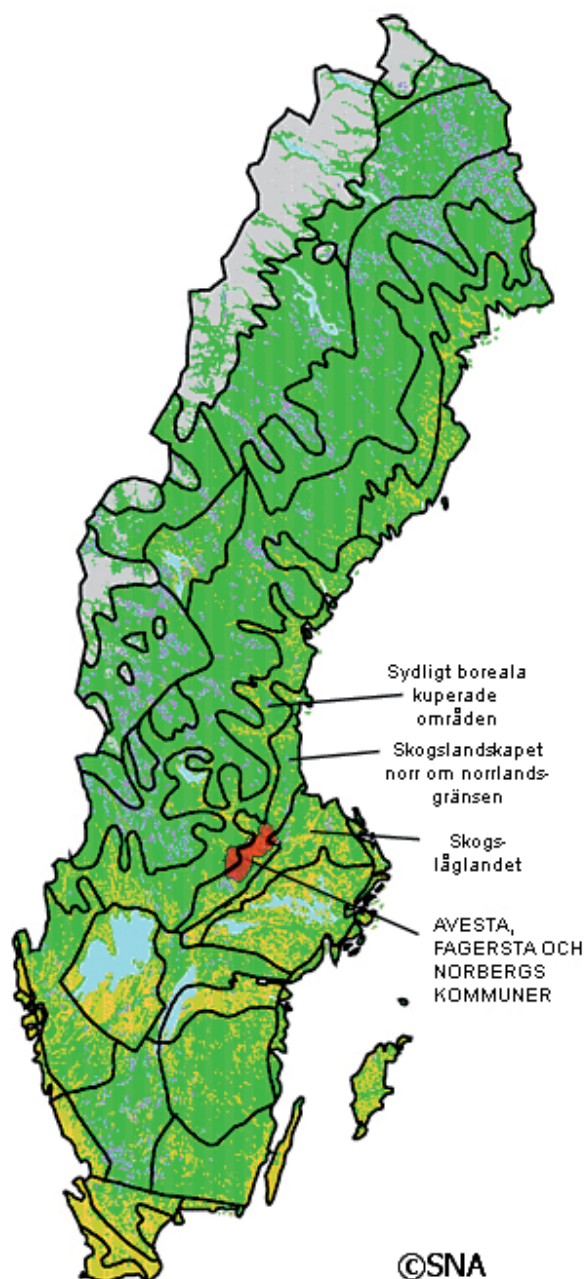 Sydligt boreala
kuperade
områden
Skogslandskapet
norr om norrlands-
gränsen
Skogs-
låglandet
AVESTA,
FAGERSTA OCH
NORBERGS
KOMMUNER
©SNA